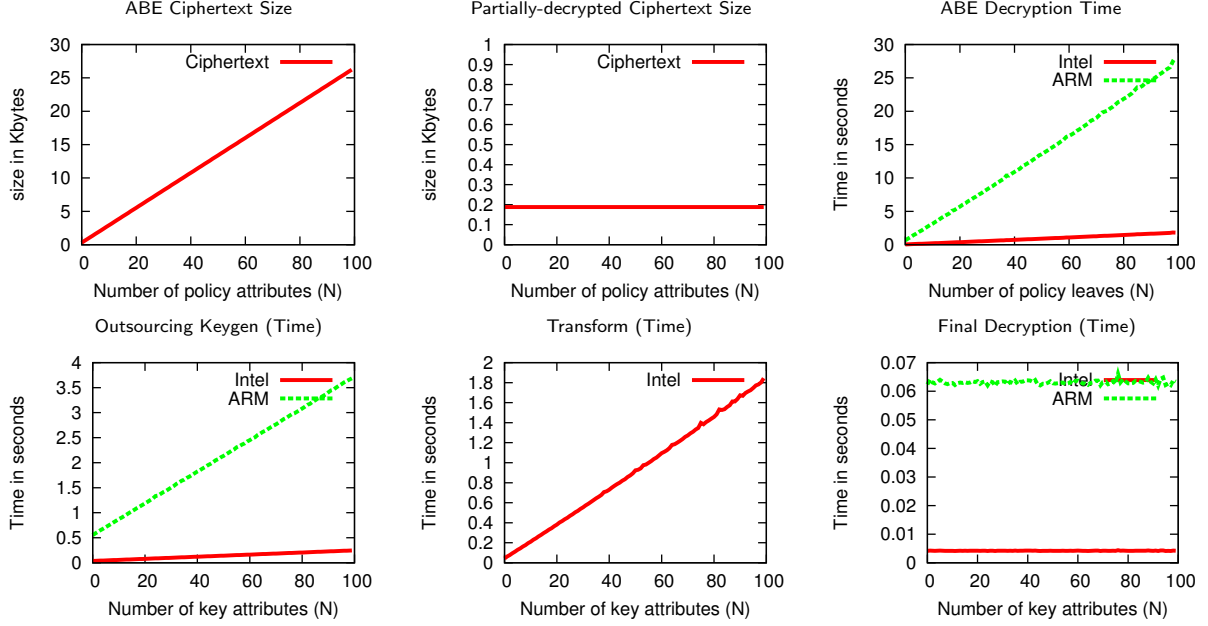 ABE Ciphertext Size
30
25
20
15
10
5
0
0 20 40 60 80 100
size in Kbytes
Number of policy attributes (N)
Ciphertext
Partially-decrypted Ciphertext Size
1
0.9
0.8
0.7
0.6
0.5
0.4
0.3
0.2
0.1
0
0 20 40 60 80 100
size in Kbytes
Number of policy attributes (N)
Ciphertext
ABE Decryption Time
30
25
20
15
10
5
0
0 20 40 60 80 100
Time in seconds
Number of policy leaves (N)
Intel
ARM
Outsourcing Keygen (Time)
4
3.5
3
2.5
2
1.5
1
0.5
0
0 20 40 60 80 100
Time in seconds
Number of key attributes (N)
Intel
ARM
Transform (Time)
2
1.8
1.6
1.4
1.2
1
0.8
0.6
0.4
0.2
0
0 20 40 60 80 100
Time in seconds
Number of key attributes (N)
Intel
Final Decryption (Time)
0.07
0.06
0.05
0.04
0.03
0.02
0.01
0
0 20 40 60 80 100
Time in seconds
Number of key attributes (N)
Intel
ARM